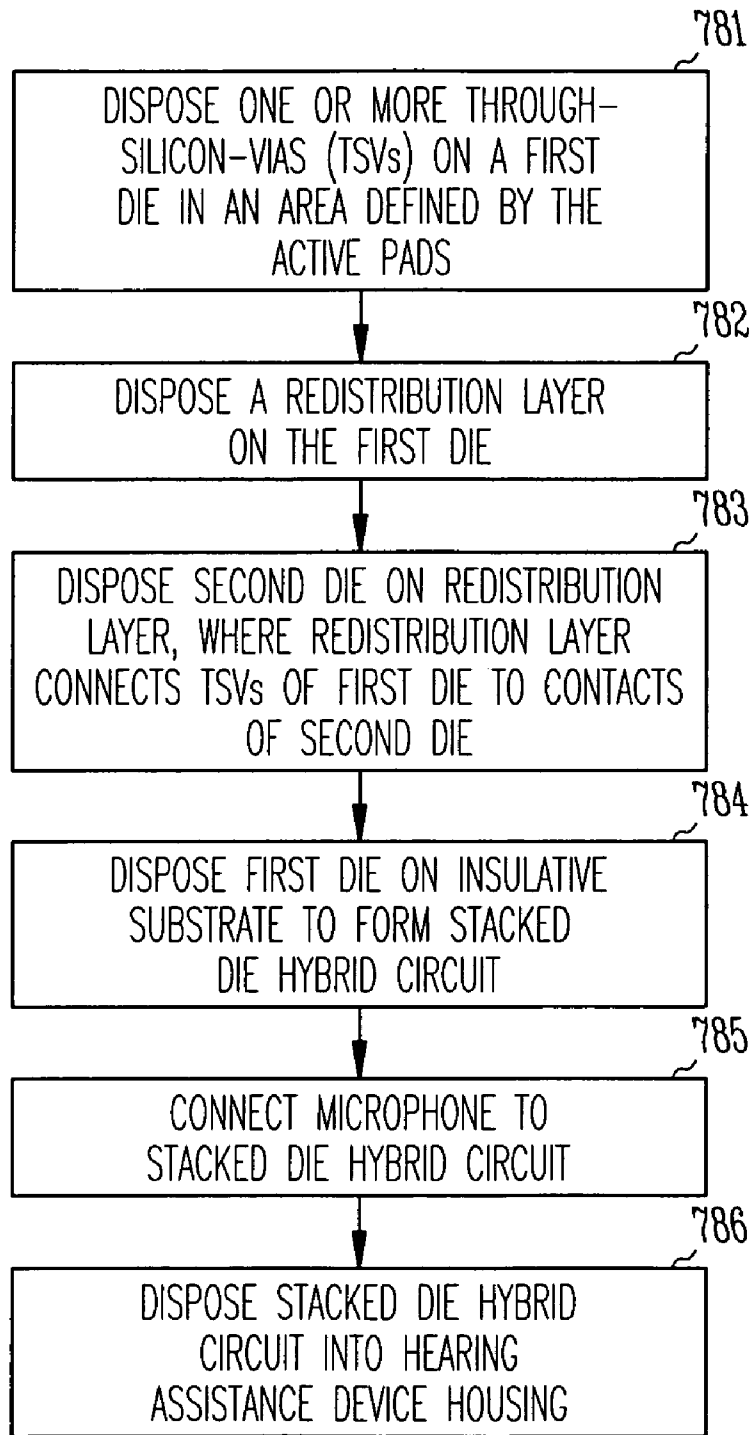 781
DISPOSE ONE OR MORE THROUGH-
SILICON-VIAS (TSVs) ON A FIRST
DIE IN AN AREA DEFINED BY THE
ACTIVE PADS
782
DISPOSE A REDISTRIBUTION LAYER
ON THE FIRST DIE
783
DISPOSE SECOND DIE ON REDISTRIBUTION
LAYER, WHERE REDISTRIBUTION LAYER
CONNECTS TSVs OF FIRST DIE TO CONTACTS
OF SECOND DIE
784
DISPOSE FIRST DIE ON INSULATIVE
SUBSTRATE TO FORM STACKED
DIE HYBRID CIRCUIT
785
CONNECT MICROPHONE TO
STACKED DIE HYBRID CIRCUIT
786
DISPOSE STACKED DIE HYBRID
CIRCUIT INTO HEARING
ASSISTANCE DEVICE HOUSING